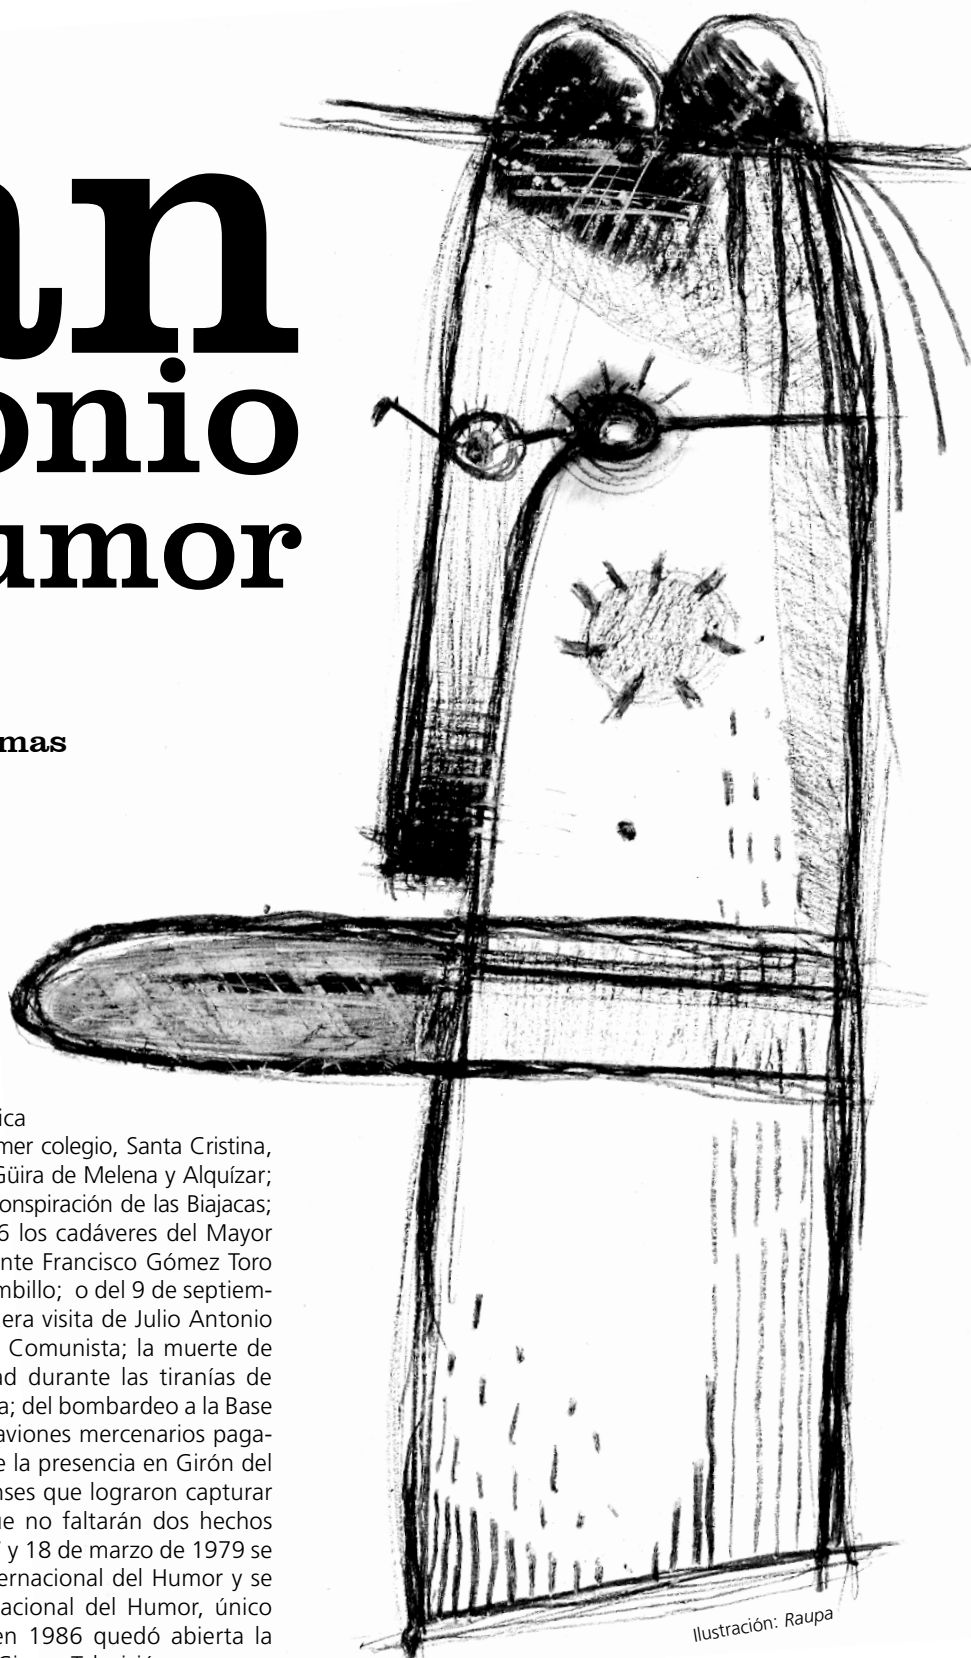 an
onio
umor
mas
ica
mer colegio, Santa Cristina,
Güira de Melena y Alquízar;
onspiración de las Biajacas;
6 los cadáveres del Mayor
nte Francisco Gómez Toro
mbillo; o del 9 de septiem-
era visita de Julio Antonio
Comunista; la muerte de
ad durante las tiranías de
a; del bombardeo a la Base
aviones mercenarios paga-
e la presencia en Girón del
nses que lograron capturar
ue no faltarán dos hechos
7 y 18 de marzo de 1979 se
ernacional del Humor y se
acional del Humor, único
en 1986 quedó abierta la
Ilustración: Raupa